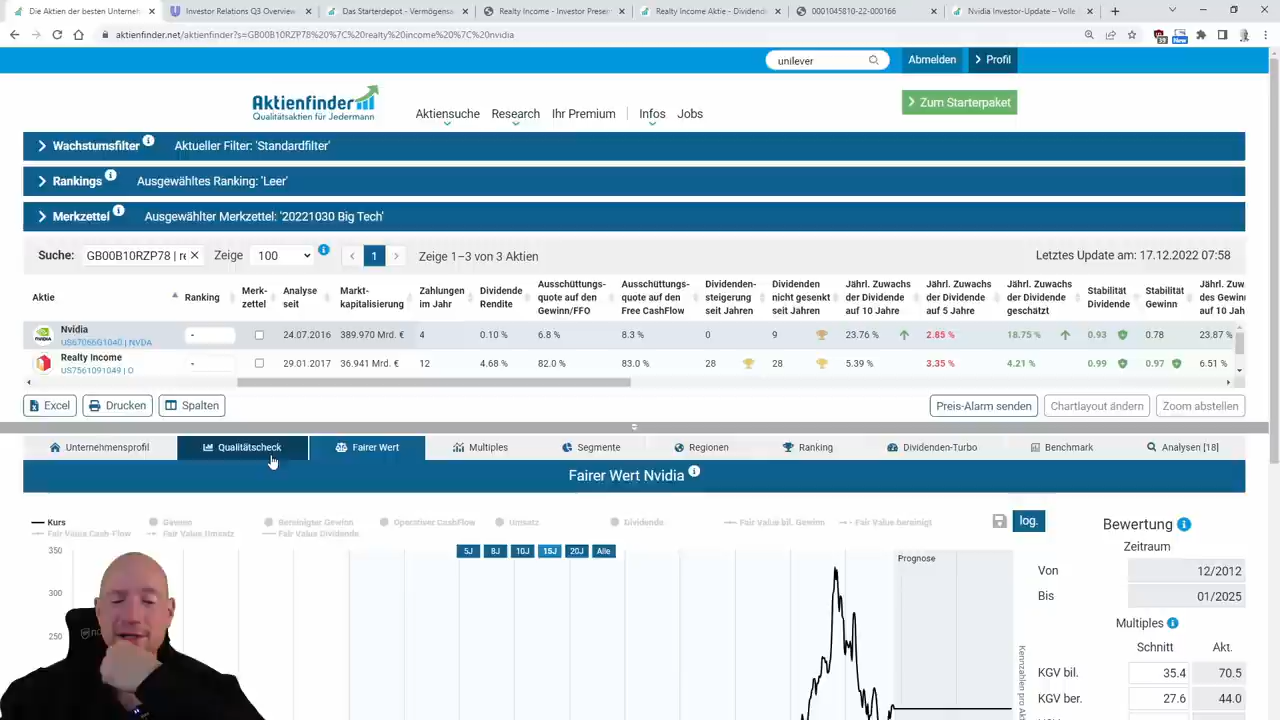 Die Aktien der besten Unterneh
Investor Relations Q3 Overview
Das Starterdepot - Vermögensa
Realty Income - Investor Presen
Realty Income Aktie - Dividend
0001045810-22-000166
Nvidia Investor-Update – Volle
aktienfinder.net/aktienfinder?s=GB00B10RZP78%20%7C%20realty%20income%20%7C%20nvidia
unilever
Abmelden
Profil
Aktienfinder
Qualitätsaktien für Jedermann
Aktiensuche
Research
Ihr Premium
Infos
Jobs
Zum Starterpaket
Wachstumsfilter
Aktueller Filter: 'Standardfilter'
Rankings
Ausgewähltes Ranking: 'Leer'
Merkzettel
Ausgewählter Merkzettel: '20221030 Big Tech'
Suche:
GB00B10RZP78 | re
Zeige
100
1
Zeige 1–3 von 3 Aktien
Letztes Update am: 17.12.2022 07:58
Aktie
Ranking
Merk-
zettel
Analyse
seit
Markt-
kapitalisierung
Zahlungen
im Jahr
Dividende
Rendite
Ausschüttungs-
quote auf den
Gewinn/FFO
Ausschüttungs-
quote auf den
Free CashFlow
Dividenden-
steigerung
seit Jahren
Dividenden
nicht gesenkt
seit Jahren
Jährl. Zuwachs
der Dividende
auf 10 Jahre
Jährl. Zuwachs
der Dividende
auf 5 Jahre
Jährl. Zuwachs
der Dividende
geschätzt
Stabilität
Dividende
Stabilität
Gewinn
Jährl. Zuwa
des Gewinr
auf 10 Jah
Nvidia
US67066G1040 | NVDA
-
24.07.2016
389.970 Mrd. €
4
0.10 %
6.8 %
8.3 %
0
9
23.76 %
2.85 %
18.75 %
0.93
0.78
23.87 %
Realty Income
US7561091049 | O
-
29.01.2017
36.941 Mrd. €
12
4.68 %
82.0 %
83.0 %
28
28
5.39 %
3.35 %
4.21 %
0.99
0.97
6.51 %
Excel
Drucken
Spalten
Preis-Alarm senden
Chartlayout ändern
Zoom abstellen
Unternehmensprofil
Qualitätscheck
Fairer Wert
Multiples
Segmente
Regionen
Ranking
Dividenden-Turbo
Benchmark
Analysen [18]
Fairer Wert Nvidia
Kurs
Gewinn
Bereinigter Gewinn
Operativer CashFlow
Umsatz
Dividende
Fair Value bil. Gewinn
Fair Value bereinigt
Fair Value Cash-Flow
Fair Value Umsatz
Fair Value Dividende
log.
5J
8J
10J
15J
20J
Alle
350
300
250
Prognose
Bewertung
Zeitraum
Von
12/2012
Bis
01/2025
Multiples
Schnitt
Akt.
KGV bil.
35.4
70.5
KGV ber.
27.6
44.0